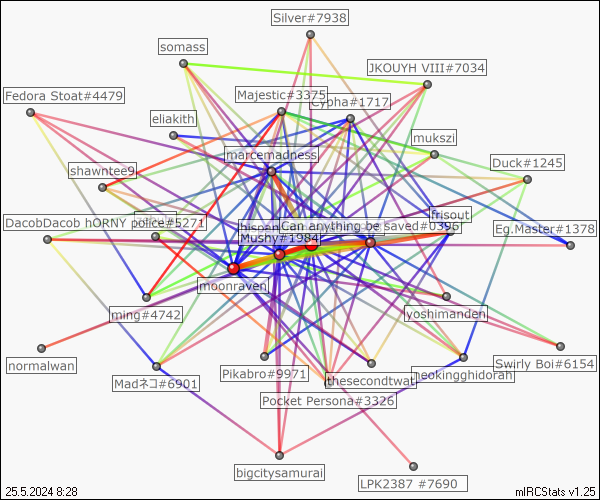 Silver#7938
somass
JKOUYH VIII#7034
Fedora Stoat#4479
Majestic#3375
Cypha#1717
eliakith
mukszi
marcemadness
Duck#1245
shawntee9
frisout
DacobDacob hORNY police#5271
Can anything be saved#0396
Eg.Master#1378
Mushy#1984
moonraven
ming#4742
yoshimanden
normalwan
Swirly Boi#6154
Pikabro#9971
thesecondtwat
neokingghidorah
Madネコ#6901
Pocket Persona#3326
bigcitysamurai
LPK2387 #7690
25.5.2024 8:28
mIRCStats v1.25